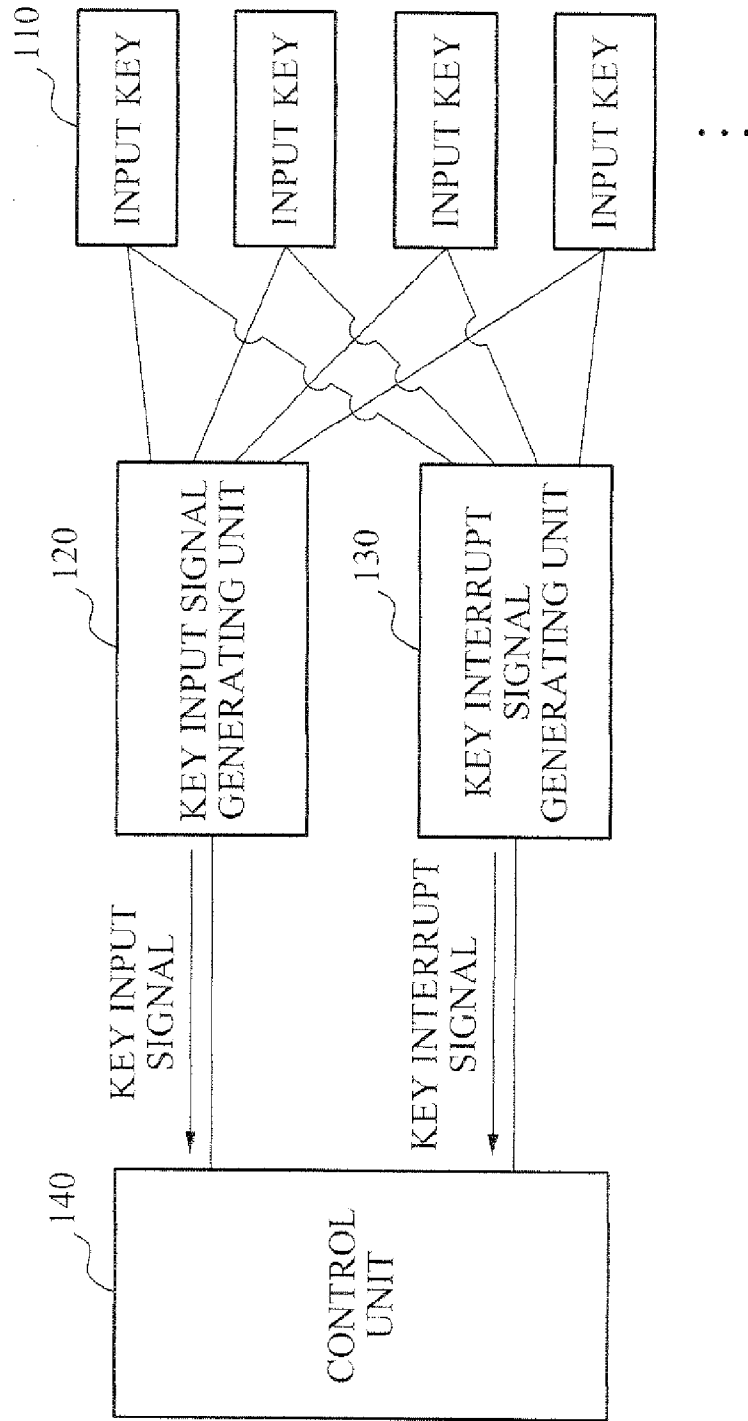 140
CONTROL
UNIT
KEY INPUT
SIGNAL
KEY INTERRUPT
SIGNAL
120
KEY INPUT SIGNAL
GENERATING UNIT
130
KEY INTERRUPT
SIGNAL
GENERATING UNIT
110
INPUT KEY
INPUT KEY
INPUT KEY
INPUT KEY
...